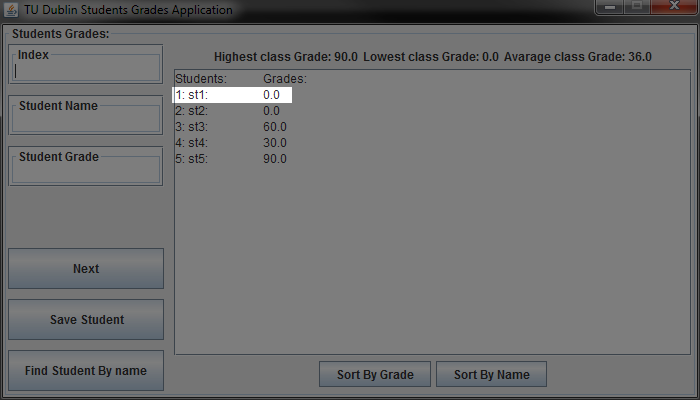 TU Dublin Students Grades Application
Students Grades:
Index
Student Name
Student Grade
Next
Save Student
Find Student By name
Highest class Grade: 90.0 Lowest class Grade: 0.0 Avarage class Grade: 36.0
Students: Grades:
1: st1: 0.0
2: st2: 0.0
3: st3: 60.0
4: st4: 30.0
5: st5: 90.0
Sort By Grade Sort By Name